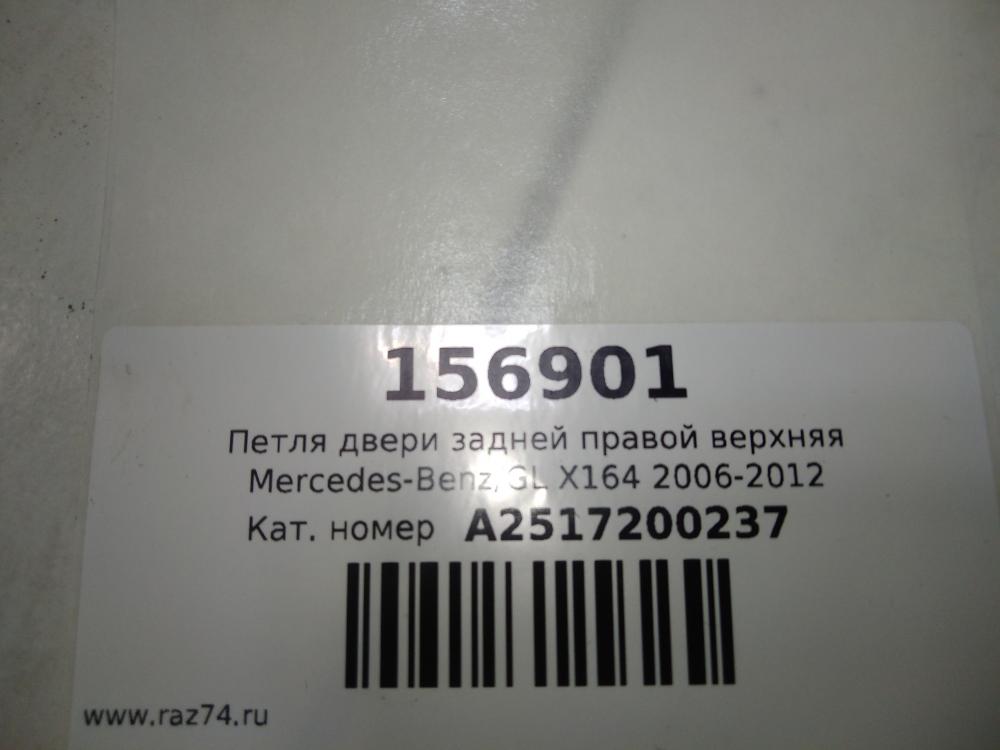 156901
Петля двери задней правой верхняя
Mercedes-Benz GL X164 2006-2012
Кат. номер A2517200237
www.raz74.ru